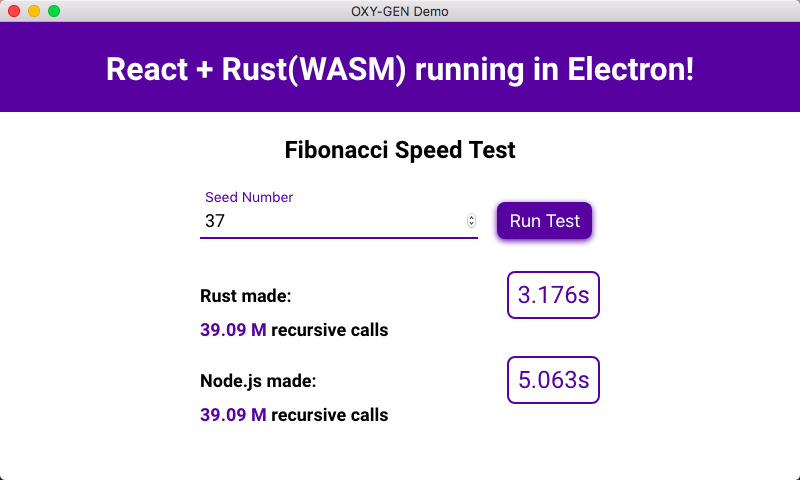 OXY-GEN Demo
React + Rust(WASM) running in Electron!
Fibonacci Speed Test
Seed Number
37
Run Test
Rust made:
3.176s
39.09 M recursive calls
Node.js made:
5.063s
39.09 M recursive calls